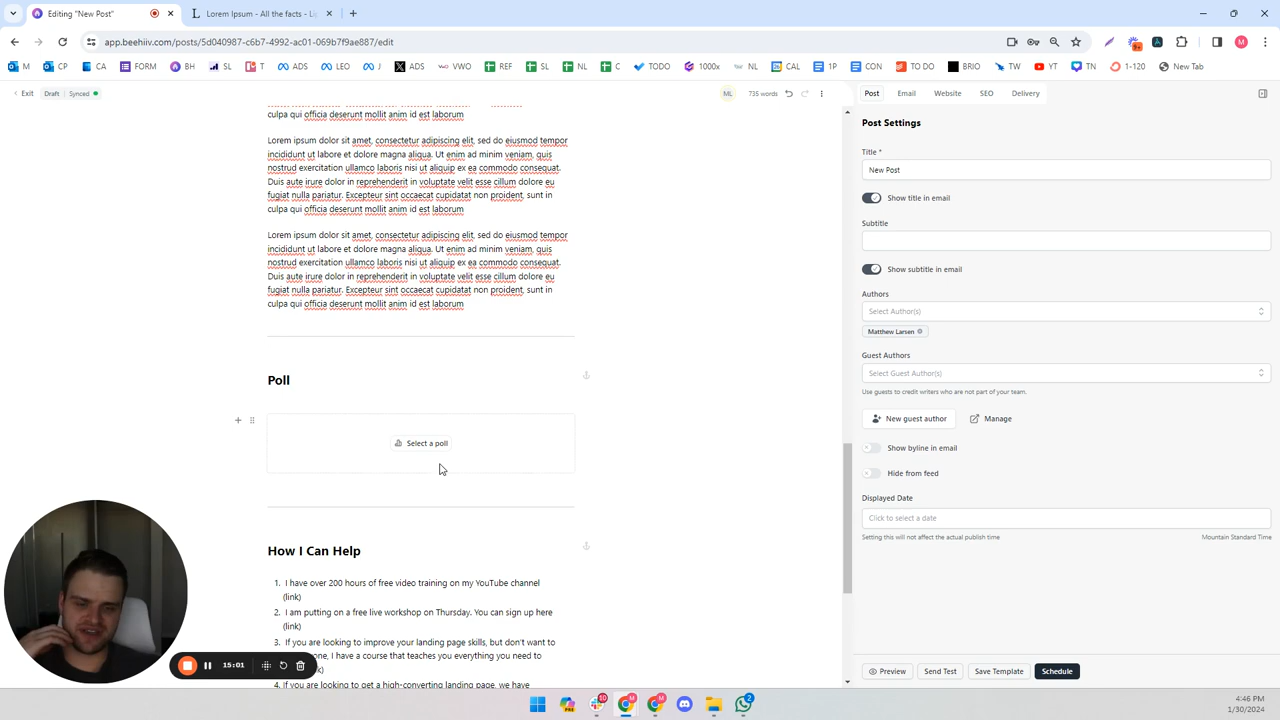 Editing "New Post"
Lorem Ipsum - All the facts - Li
app.beehiiv.com/posts/5d040987-c6b7-4992-ac01-069b7f9ae887/edit
M
CP
CA
FORM
BH
SL
T
ADS
LEO
J
ADS
VWO
REF
SL
NL
C
TODO
1000x
NL
CAL
1P
CON
TO DO
BRIO
TW
YT
TN
1-120
New Tab
Exit
Draft
Synced
ML
735 words
Post
Email
Website
SEO
Delivery
culpa qui officia deserunt mollit anim id est laborum
Lorem ipsum dolor sit amet, consectetur adipiscing elit, sed do eiusmod tempor
incididunt ut labore et dolore magna aliqua. Ut enim ad minim veniam, quis
nostrud exercitation ullamco laboris nisi ut aliquip ex ea commodo consequat.
Duis aute irure dolor in reprehenderit in voluptate velit esse cillum dolore eu
fugiat nulla pariatur. Excepteur sint occaecat cupidatat non proident, sunt in
culpa qui officia deserunt mollit anim id est laborum
Lorem ipsum dolor sit amet, consectetur adipiscing elit, sed do eiusmod tempor
incididunt ut labore et dolore magna aliqua. Ut enim ad minim veniam, quis
nostrud exercitation ullamco laboris nisi ut aliquip ex ea commodo consequat.
Duis aute irure dolor in reprehenderit in voluptate velit esse cillum dolore eu
fugiat nulla pariatur. Excepteur sint occaecat cupidatat non proident, sunt in
culpa qui officia deserunt mollit anim id est laborum
Poll
Select a poll
How I Can Help
1. I have over 200 hours of free video training on my YouTube channel
(link)
2. I am putting on a free live workshop on Thursday. You can sign up here
(link)
3. If you are looking to improve your landing page skills, but don't want to
one, I have a course that teaches you everything you need to
4. If you are looking to get a high-converting landing page, we have
15:01
Post Settings
Title *
New Post
Show title in email
Subtitle
Show subtitle in email
Authors
Select Author(s)
Matthew Larsen
Guest Authors
Select Guest Author(s)
Use guests to credit writers who are not part of your team.
New guest author
Manage
Show byline in email
Hide from feed
Displayed Date
Click to select a date
Setting this will not affect the actual publish time
Mountain Standard Time
Preview
Send Test
Save Template
Schedule
10
2
4:46 PM
1/30/2024